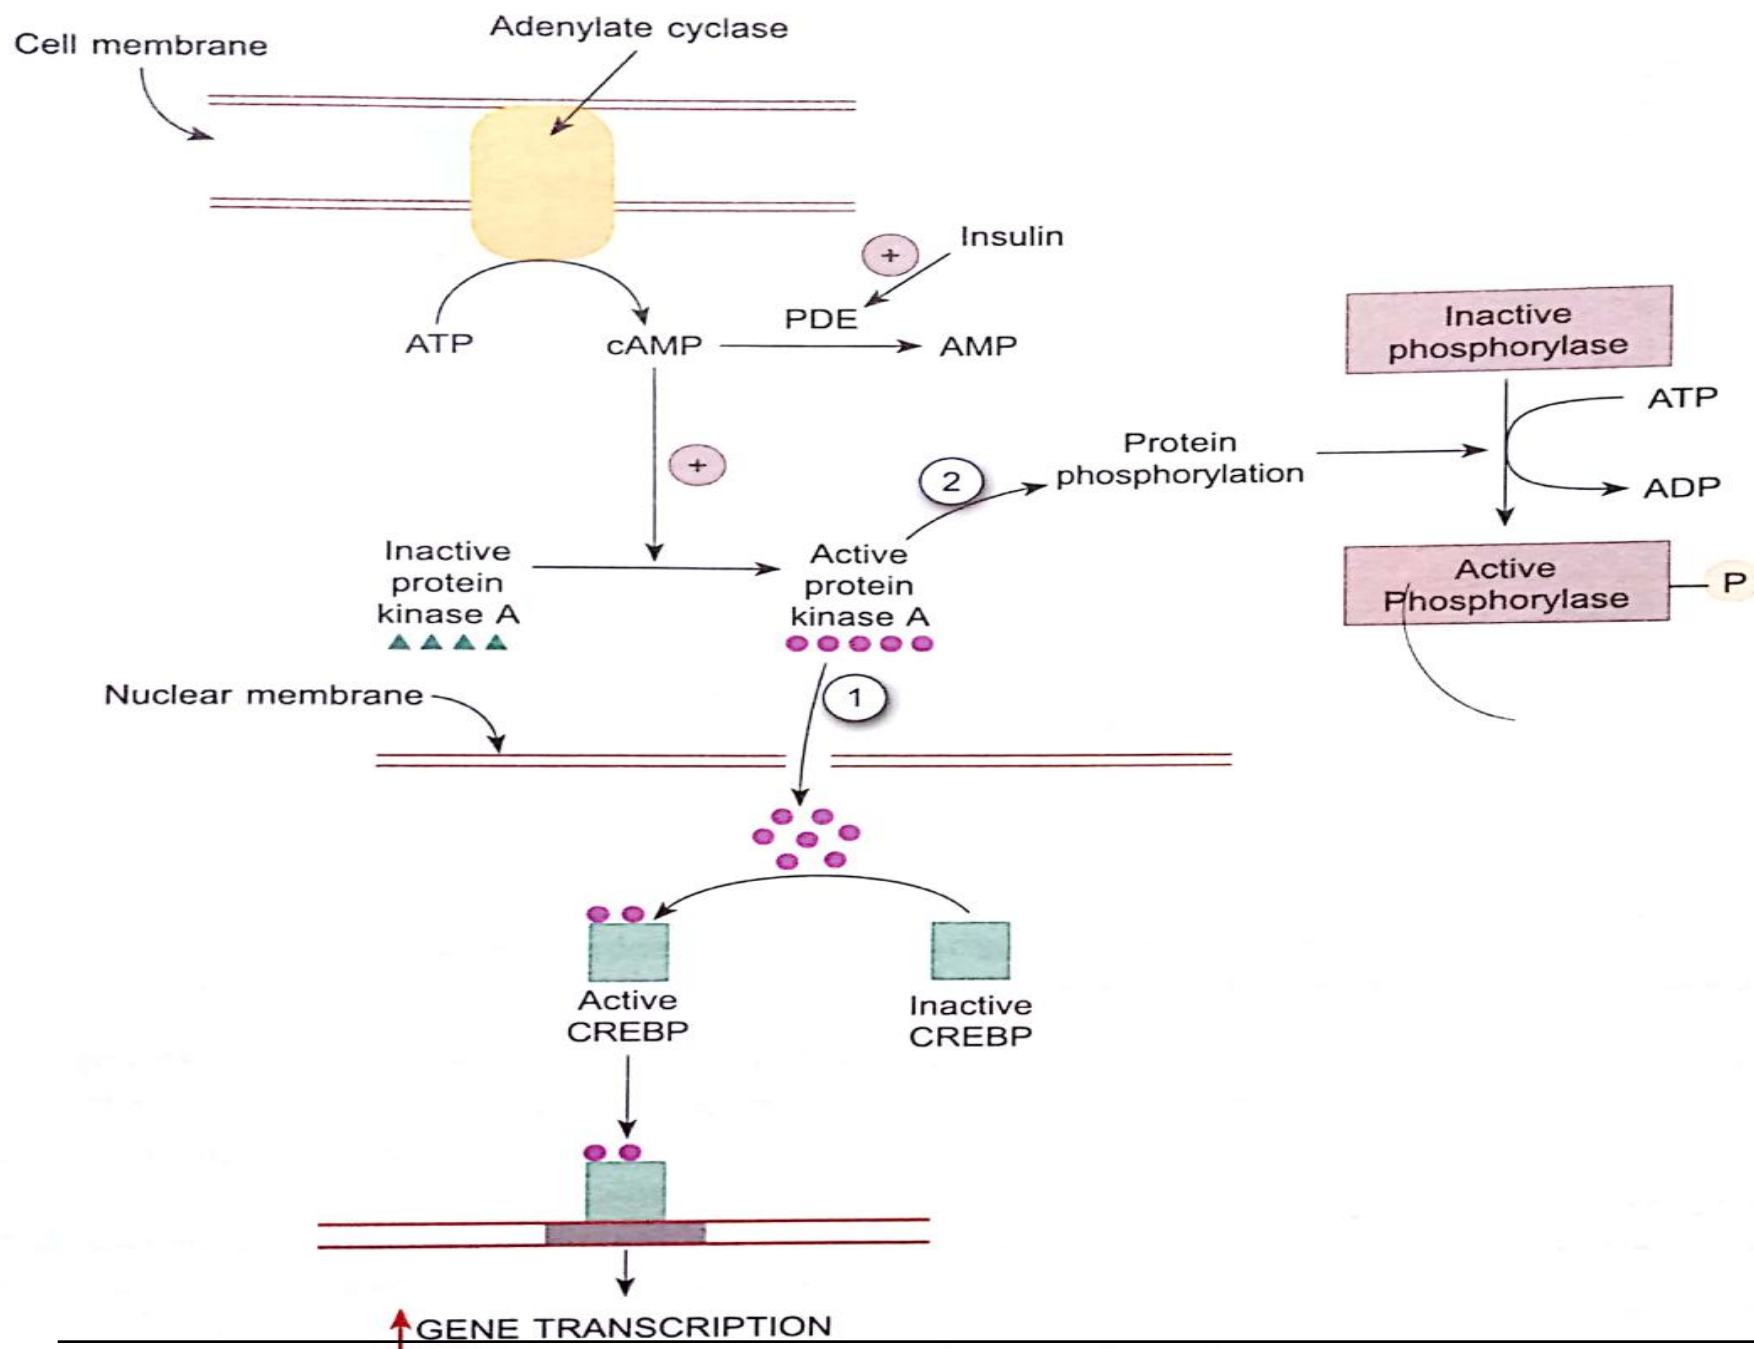 Adenylate cyclase
Cell membrane
+
Insulin
PDE
ATP
cAMP
AMP
Inactive
phosphorylase
ATP
+
2
Protein
phosphorylation
ADP
Inactive
protein
kinase A
Active
protein
kinase A
Active
Phosphorylase
P
Nuclear membrane
1
Active
CREBP
Inactive
CREBP
GENE TRANSCRIPTION